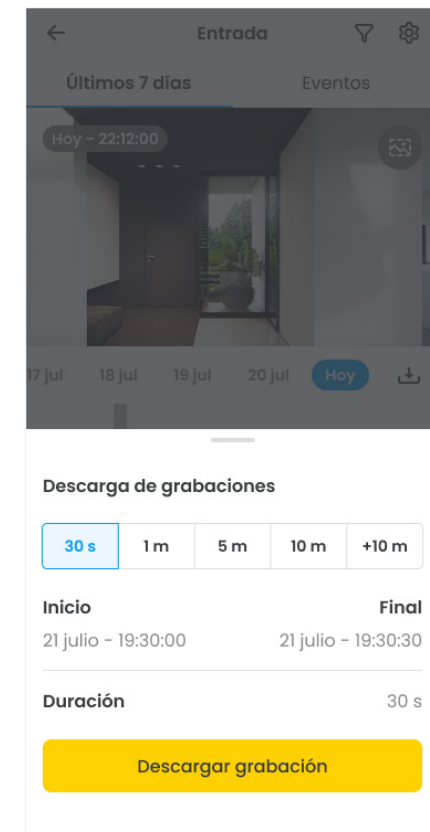 Entrada
Últimos 7 días Eventos
Hoy - 22:12:00
17 jul 18 jul 19 jul 20 jul Hoy
Descarga de grabaciones
30 s 1 m 5 m 10 m +10 m
Inicio Final
21 julio - 19:30:00 21 julio - 19:30:30
Duración 30 s
Descargar grabación